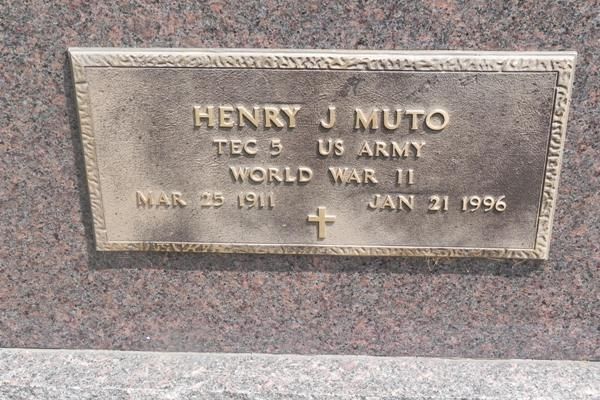 HENRY J MUTO
TEC 5 US ARMY
WORLD WAR II
MAR 25 1911 JAN 21 1996